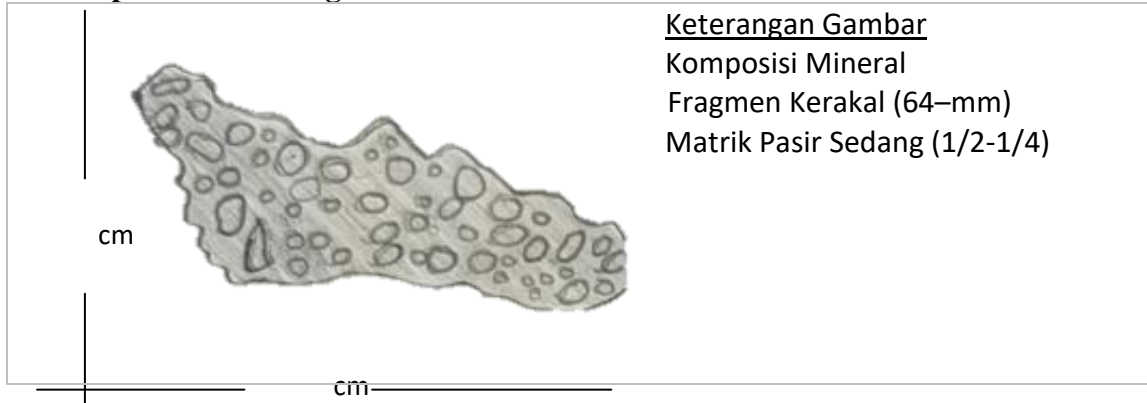 Keterangan Gambar
Komposisi Mineral
Fragmen Kerakal (64–mm)
Matrik Pasir Sedang (1/2-1/4)
cm
cm